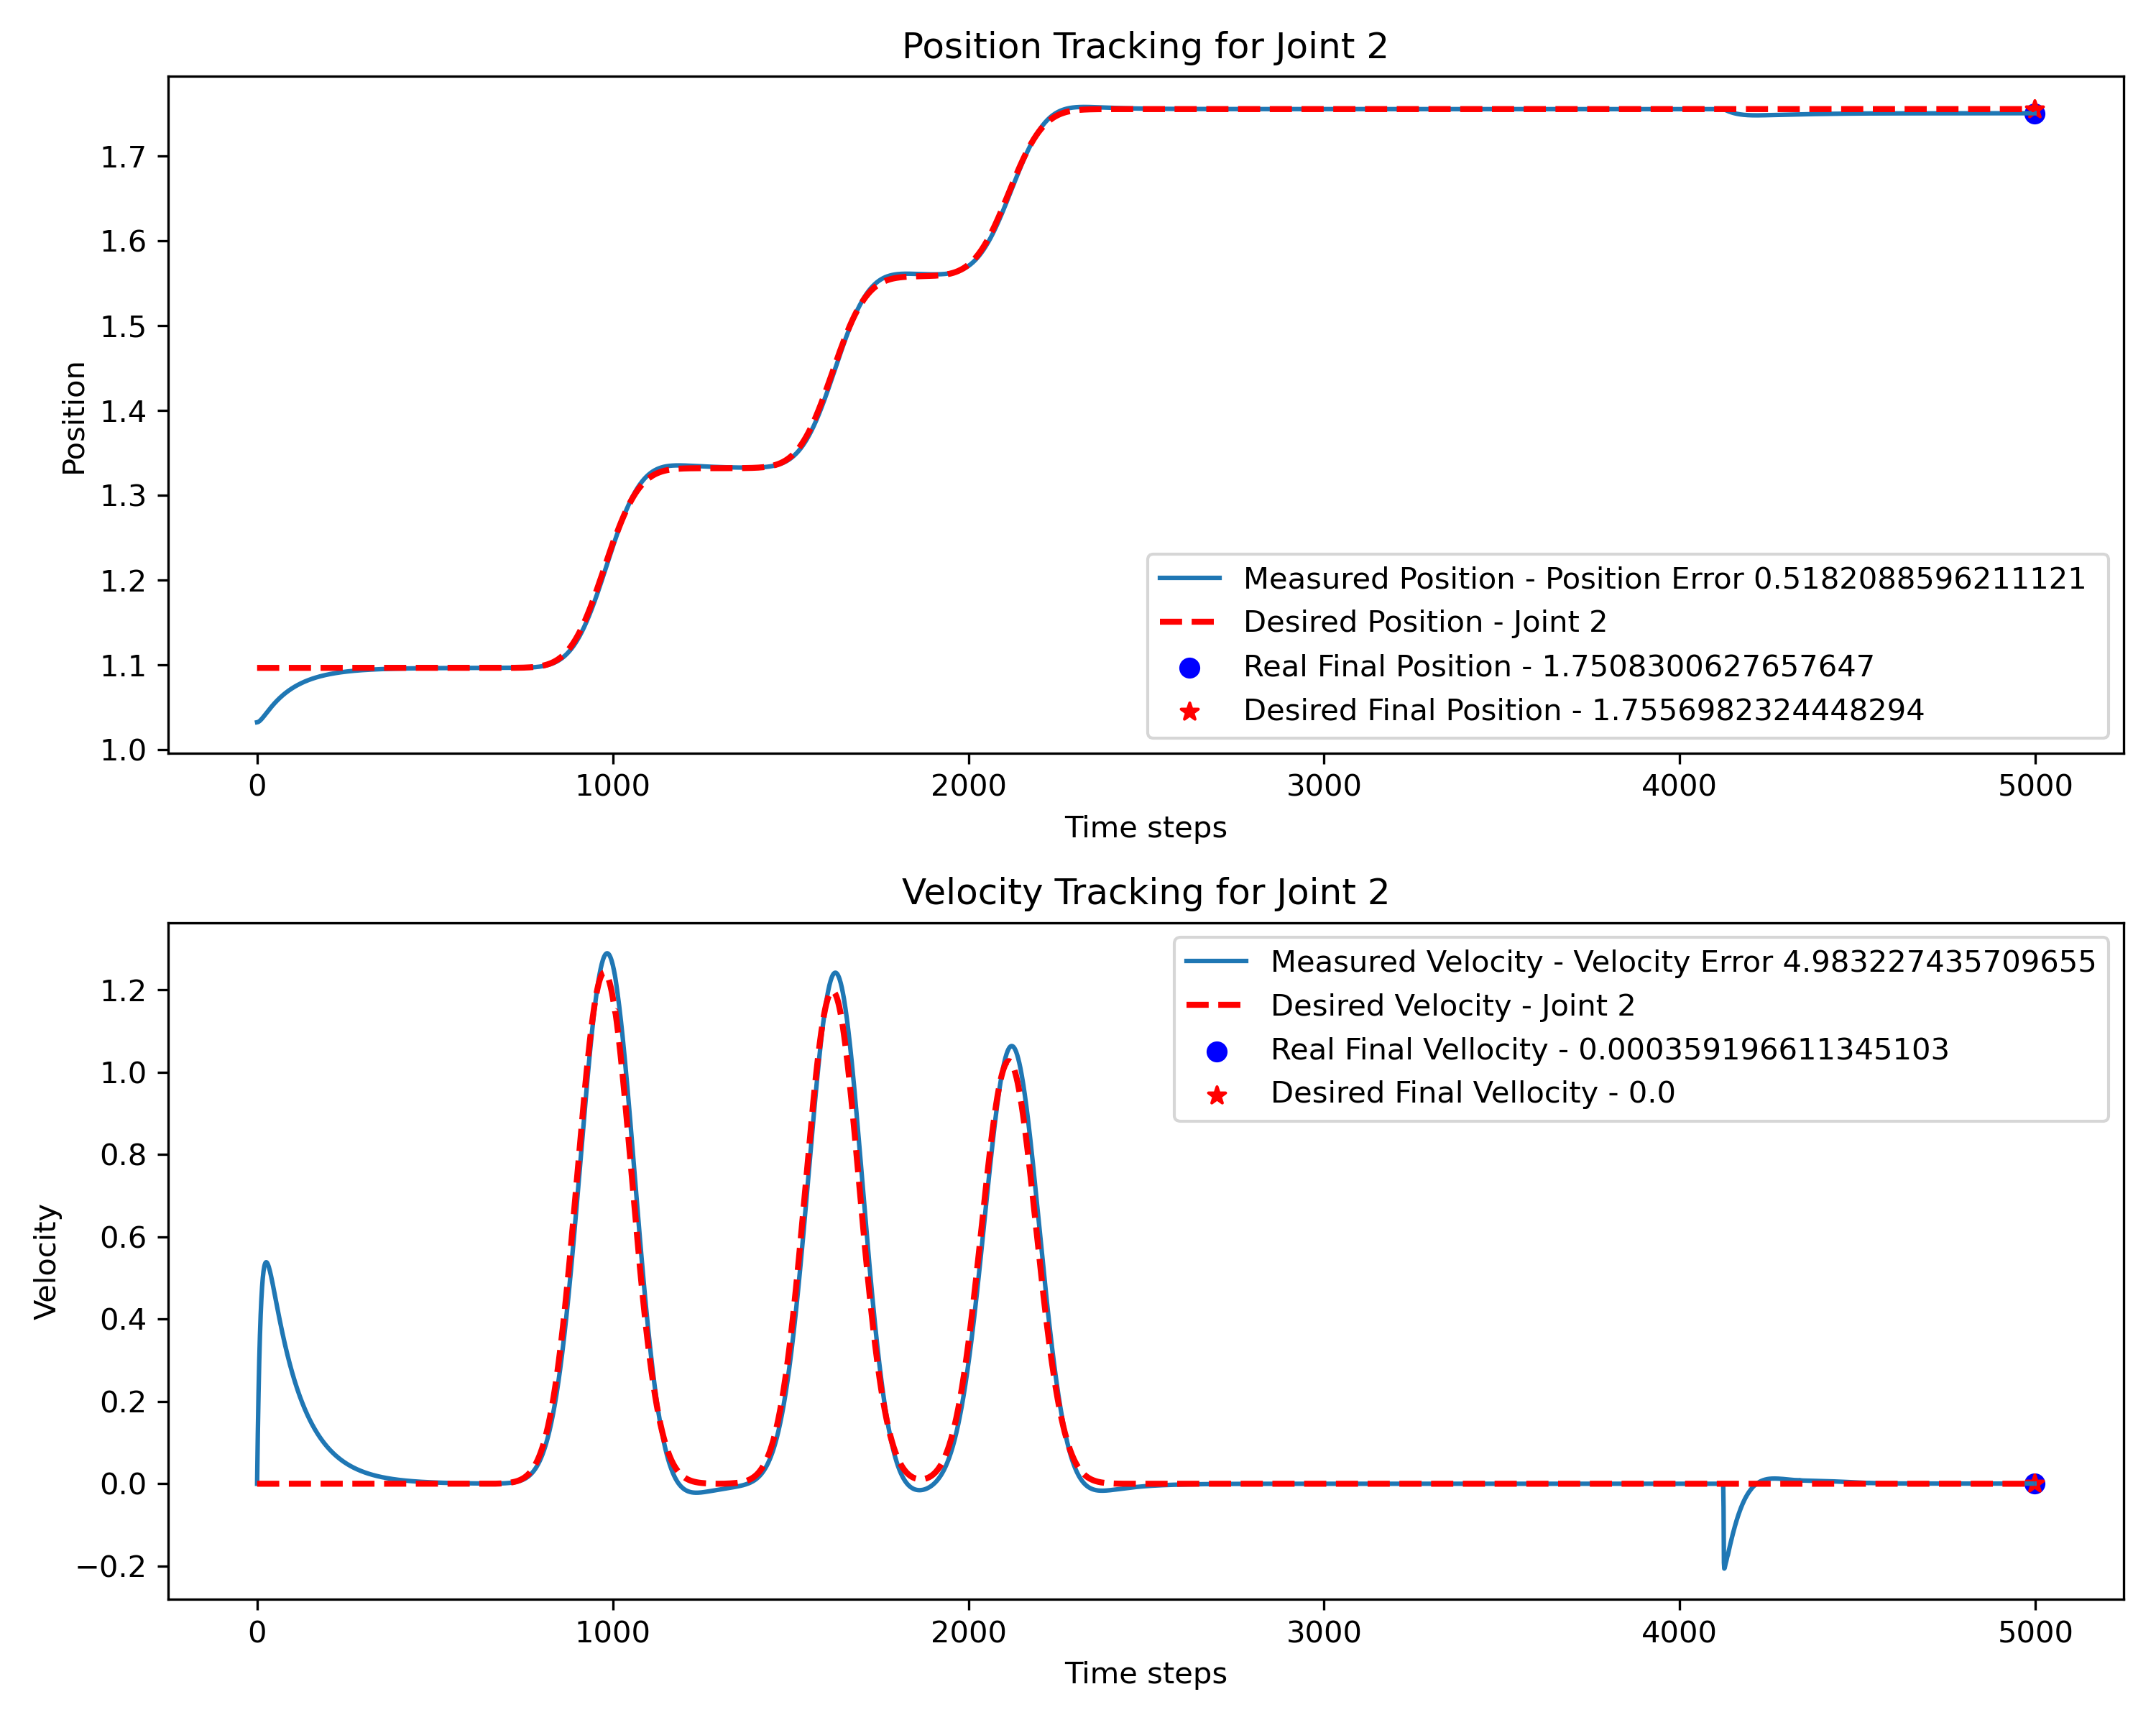 Position Tracking for Joint 2
Position
1.7
1.6
1.5
1.4
1.3
1.2
1.1
1.0
Measured Position - Position Error 0.5182088596211121
Desired Position - Joint 2
Real Final Position - 1.7508300627657647
Desired Final Position - 1.7556982324448294
0 1000 2000 3000 4000 5000
Time steps
Velocity Tracking for Joint 2
Velocity
1.2
1.0
0.8
0.6
0.4
0.2
0.0
−0.2
Measured Velocity - Velocity Error 4.983227435709655
Desired Velocity - Joint 2
Real Final Vellocity - 0.000359196611345103
Desired Final Vellocity - 0.0
0 1000 2000 3000 4000 5000
Time steps